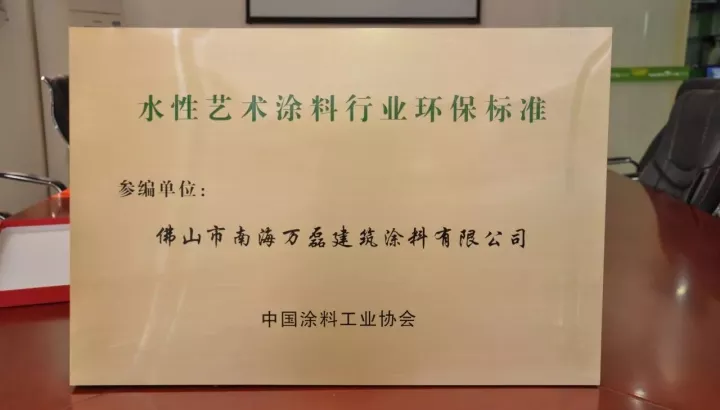 水性艺术涂料行业环保标准
参编单位：
佛山市南海万磊建筑涂料有限公司
中国涂料工业协会